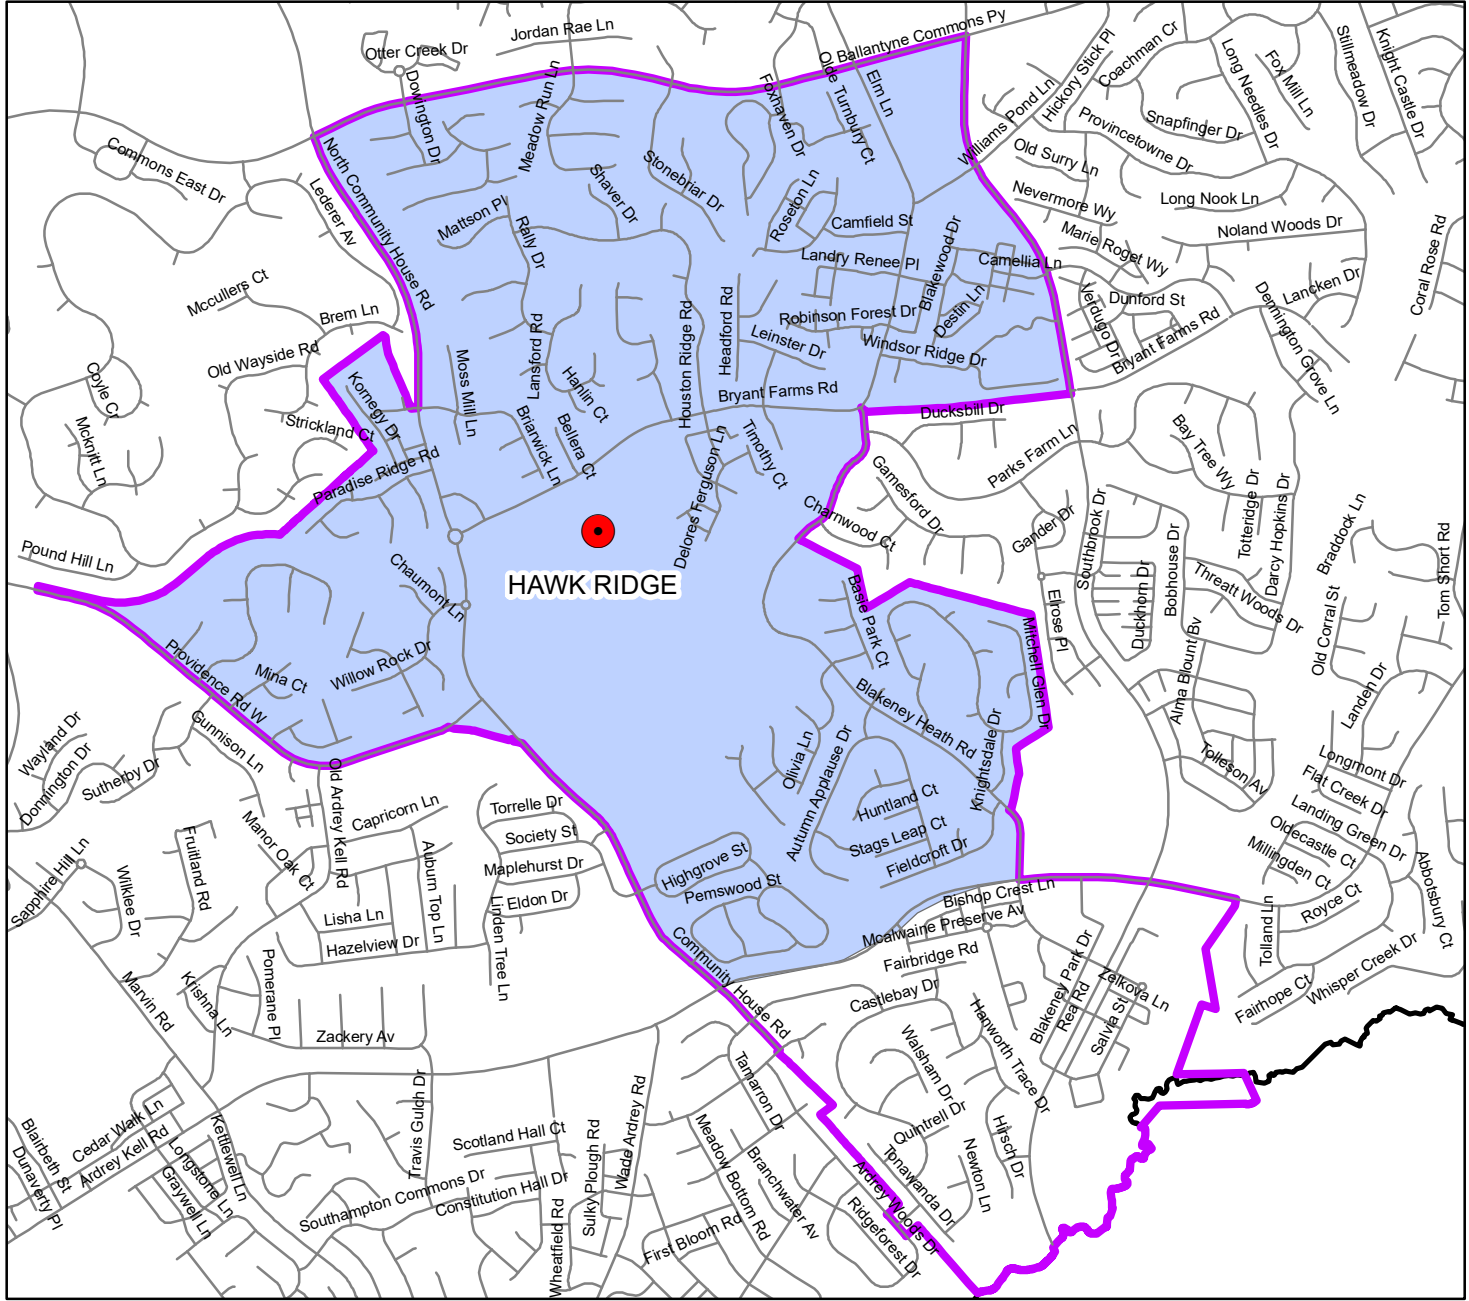 Jordan Rae Ln
Otter Creek Dr
Ballantyne Commons Py
Olde Turnbury Ct
Elm Ln
Foxhaven Dr
Meadow Run Ln
Dowington Dr
Hickory Stick Pl
Coachman Cr
Long Needles Dr
Fox Mill Ln
Stillmeadow Dr
Knight Castle Dr
Williams Pond Ln
Snapfinger Dr
Provincetowne Dr
Old Surry Ln
Nevermore Wy
Long Nook Ln
Noland Woods Dr
Marie Roget Wy
Coral Rose Rd
Commons East Dr
Lederer Av
North Community House Rd
Stonebriar Dr
Shaver Dr
Mattson Pl
Rally Dr
Roseton Ln
Camfield St
Landry Renee Pl
Blakewood Dr
Camellia Ln
Destin Ln
Robinson Forest Dr
Windsor Ridge Dr
Leinster Dr
Headford Rd
Houston Ridge Rd
Verdugo Dr
Dunford St
Bryant Farms Rd
Lancken Dr
Dennington Grove Ln
Mccullers Ct
Brem Ln
Old Wayside Rd
Coyle Cr
Mcknitt Ln
Strickland Ct
Kornegy Dr
Paradise Ridge Rd
Moss Mill Ln
Lansford Rd
Hanlin Ct
Briarwick Ln
Bellera Ct
Bryant Farms Rd
Timothy Ct
Delores Ferguson Ln
Ducksbill Dr
Parks Farm Ln
Gamesford Dr
Charnwood Ct
Gander Dr
Southbrook Dr
Bay Tree Wy
Totteridge Dr
Darcy Hopkins Dr
Braddock Ln
Tom Short Rd
Bobhouse Dr
Duckhorn Dr
Threatt Woods Dr
Old Corral St
Elrose Pl
Pound Hill Ln
Chaumont Ln
HAWK RIDGE
Basie Park Ct
Mitchell Glen Dr
Alma Blount Bv
Landen Dr
Providence Rd W
Mina Ct
Willow Rock Dr
Blakeney Heath Rd
Knightsdale Dr
Olivia Ln
Autumn Applause Dr
Huntland Ct
Stags Leap Ct
Fieldcroft Dr
Tolleson Av
Longmont Dr
Flat Creek Dr
Landing Green Dr
Oldecastle Ct
Millingden Ct
Royce Ct
Abbotsbury Ct
Wayland Dr
Donnington Dr
Sutherby Dr
Gunnison Ln
Old Ardrey Kell Rd
Capricorn Ln
Manor Oak Ct
Auburn Top Ln
Torrelle Dr
Society St
Maplehurst Dr
Eldon Dr
Linden Tree Ln
Highgrove St
Pemswood St
Sapphire Hill Ln
Wilklee Dr
Fruitland Rd
Lisha Ln
Hazelview Dr
Bishop Crest Ln
Mcalwaine Preserve Av
Fairbridge Rd
Castlebay Dr
Community House Rd
Blakeney Park Dr
Rea Rd
Zelkova Ln
Salvia St
Tolland Ln
Fairhope Ct
Whisper Creek Dr
Marvin Rd
Krishna Ln
Pomerane Pl
Zackery Av
Hanworth Trace Dr
Walsham Dr
Quintrell Dr
Hirsch Dr
Newton Ln
Tonawanda Dr
Tamarron Dr
Ardrey Woods Dr
Ridgeforest Dr
Branchwater Av
Meadow Bottom Rd
First Bloom Rd
Wade Ardrey Rd
Sulky Plough Rd
Wheatfield Rd
Scotland Hall Ct
Constitution Hall Dr
Southampton Commons Dr
Travis Gulch Dr
Kettlewell Ln
Longstone Ln
Graywell Ln
Cedar Walk Ln
Ardrey Kell Rd
Blairbeth St
Dunaverty Pl